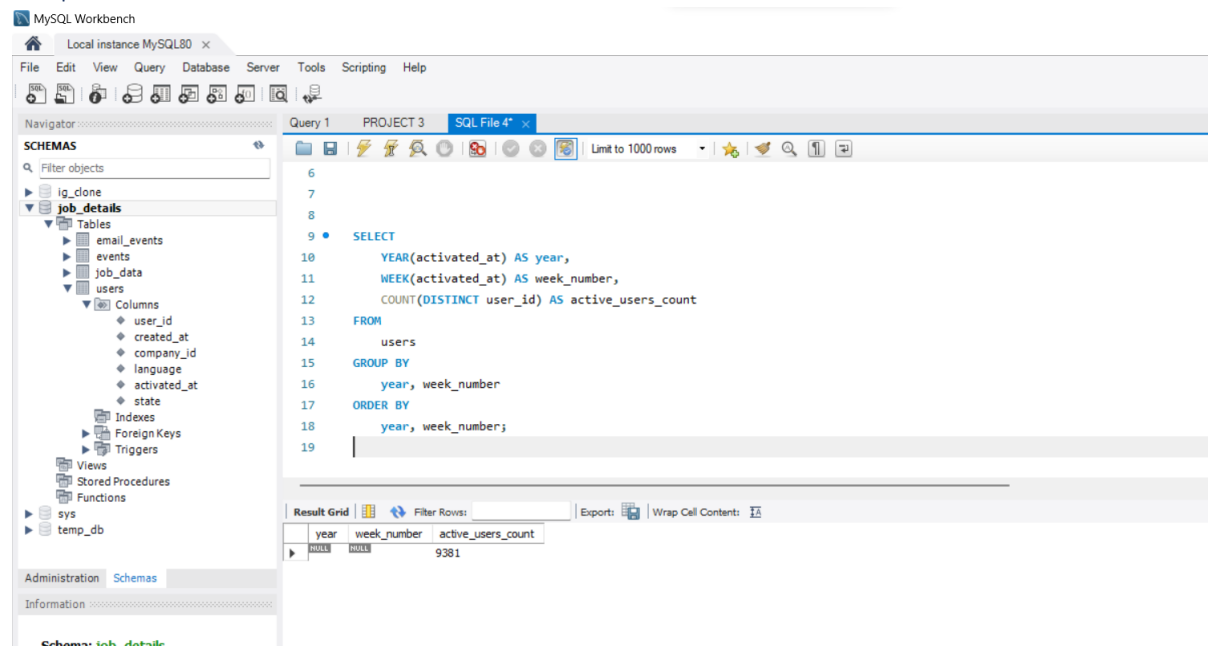 MySQL Workbench
Local instance MySQL80 ×
File Edit View Query Database Server Tools Scripting Help
Navigator
SCHEMAS
Filter objects
ig_clone
job_details
Tables
email_events
events
job_data
users
Columns
user_id
created_at
company_id
language
activated_at
state
Indexes
Foreign Keys
Triggers
Views
Stored Procedures
Functions
sys
temp_db
Administration Schemas
Information
Schema: job_details
Query 1 PROJECT 3 SQL File 4* ×
Limit to 1000 rows
6
7
8
9 SELECT
10 YEAR(activated_at) AS year,
11 WEEK(activated_at) AS week_number,
12 COUNT(DISTINCT user_id) AS active_users_count
13 FROM
14 users
15 GROUP BY
16 year, week_number
17 ORDER BY
18 year, week_number;
19
Result Grid Filter Rows: Export: Wrap Cell Content: IA
year week_number active_users_count
NULL NULL 9381